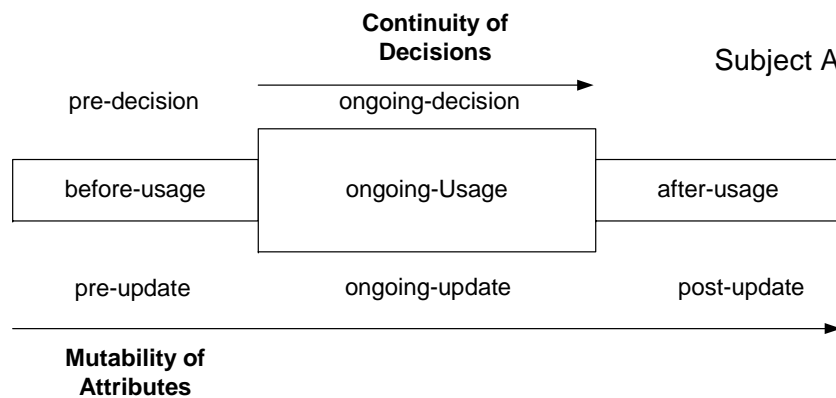 Continuity of
Decisions
Subject A
pre-decision
ongoing-decision
before-usage
ongoing-Usage
after-usage
pre-update
ongoing-update
post-update
Mutability of
Attributes